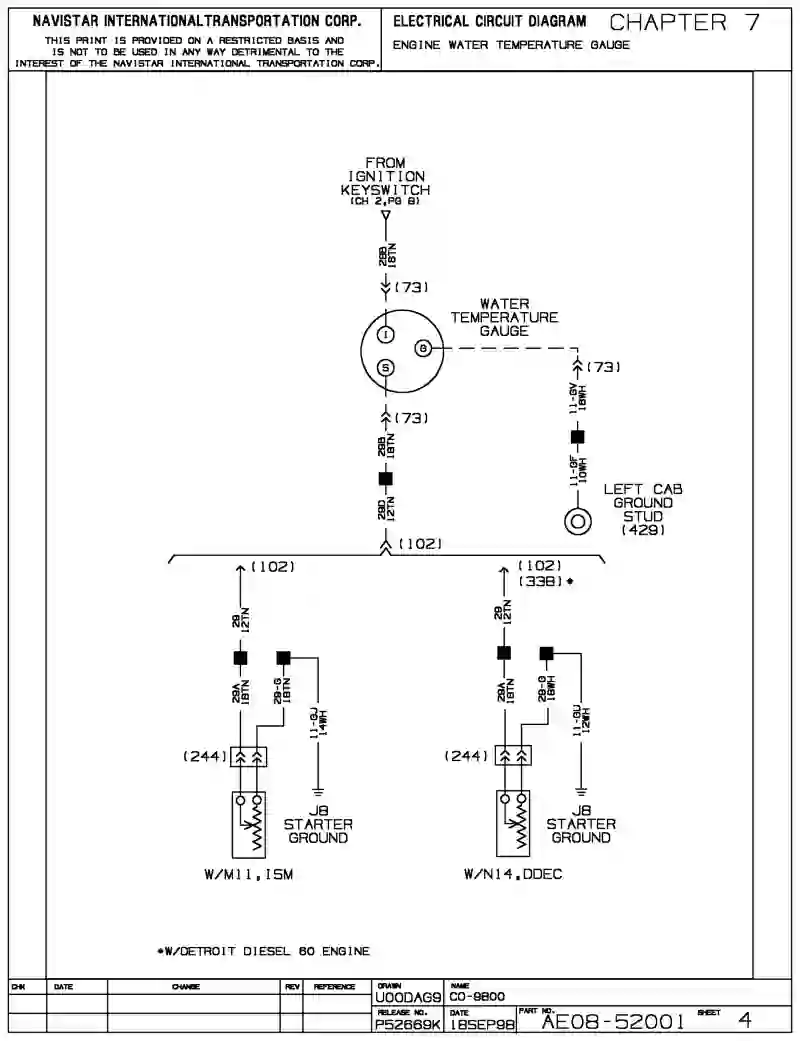 NAVISTAR INTERNATIONAL TRANSPORTATION CORP.
THIS PRINT IS PROVIDED ON A RESTRICTED BASIS AND
IS NOT TO BE USED IN ANY WAY DETRIMENTAL TO THE
INTEREST OF THE NAVISTAR INTERNATIONAL TRANSPORTATION CORP.
ELECTRICAL CIRCUIT DIAGRAM CHAPTER 7
ENGINE WATER TEMPERATURE GAUGE
FROM
IGNITION
KEYSWITCH
(CH 2,PG 8)
18TN
(73)
WATER
TEMPERATURE
GAUGE
I
G
S
(73)
11-GV
18WH
(73)
18TN
11-GF
10WH
LEFT CAB
GROUND
STUD
(429)
12TN
(102)
(102)
(102)
(33B)*
29
12TN
29
12TN
29A
18TN
29-G
18TN
11-GJ
14WH
29A
18TN
29-G
18WH
11-GU
12WH
(244)
(244)
J8
STARTER
GROUND
J8
STARTER
GROUND
W/M11,ISM
W/N14,DDEC
*W/DETROIT DIESEL 60 ENGINE
CHK DATE CHANGE REV REFERENCE
DRAWN
U00DAG9
NAME
CO-9800
RELEASE NO.
P52669K
DATE
18SEP98
PART NO.
AE08-52001
SHEET 4